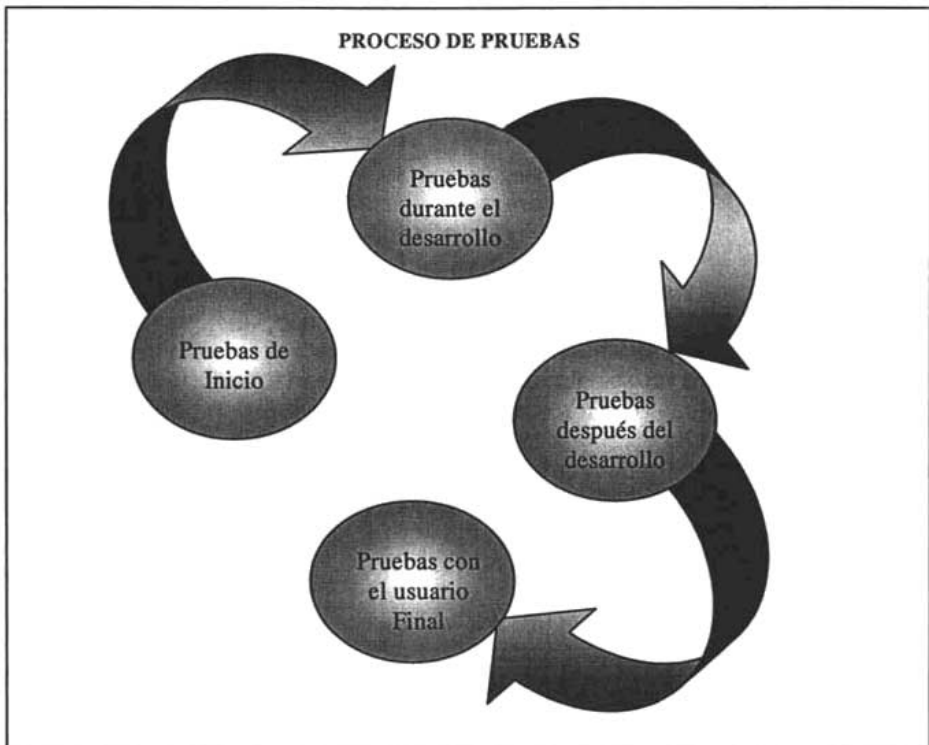 PROCESO DE PRUEBAS
Pruebas
durante el
desarrollo
Pruebas de
Inicio
Pruebas
después del
desarrollo
Pruebas con
el usuario
Final